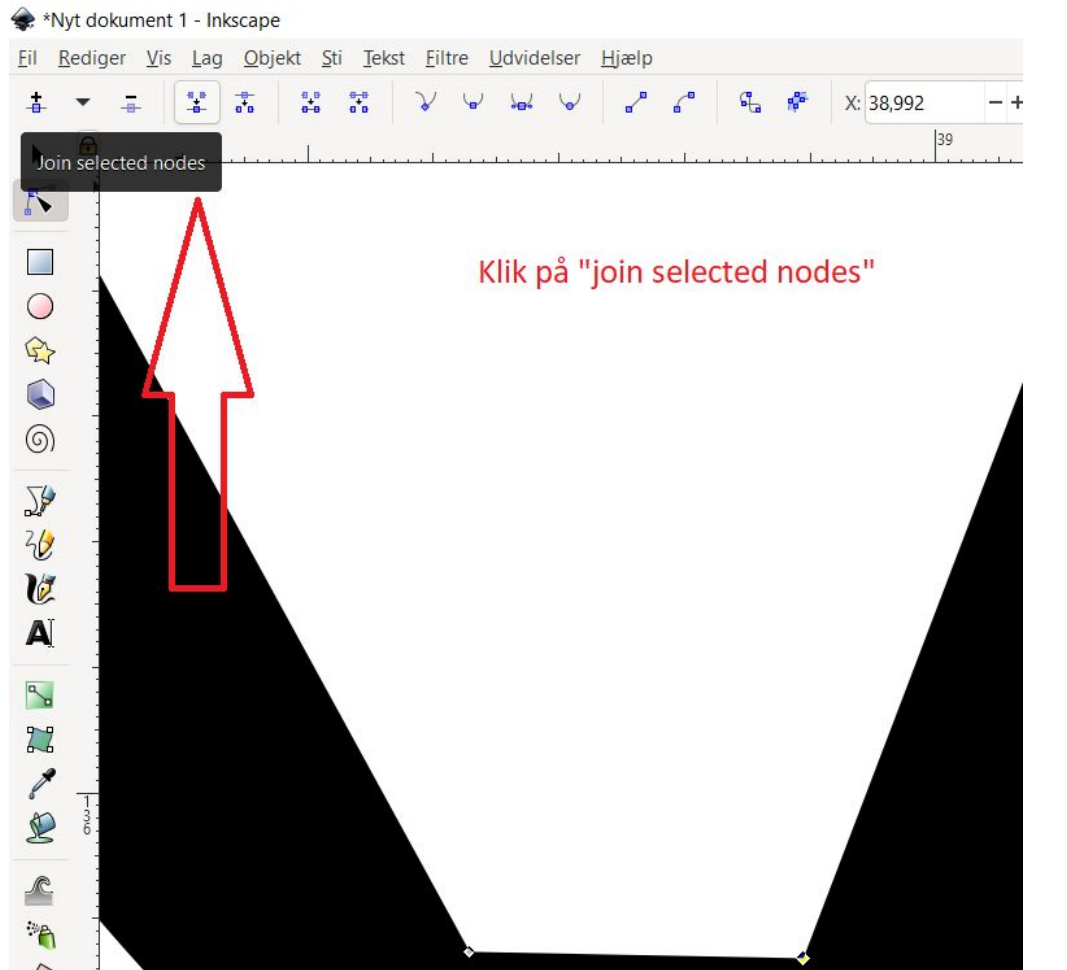 *Nyt dokument 1 - Inkscape
Fil Rediger Vis Lag Objekt Sti Tekst Filtre Udvidelser Hjælp
X: 38,992
39
Join selected nodes
Klik på "join selected nodes"
1
3
6